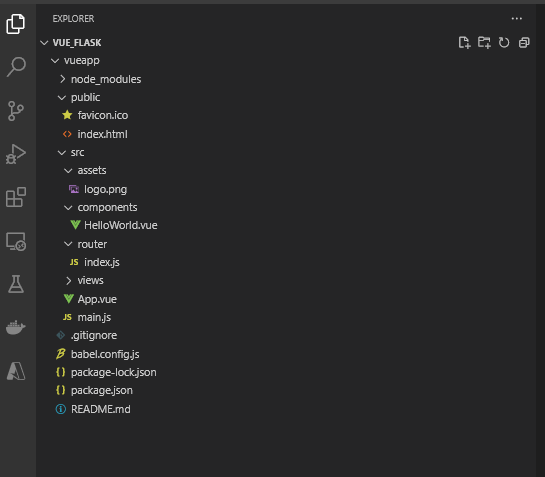 EXPLORER
VUE_FLASK
vueapp
node_modules
public
favicon.ico
index.html
src
assets
logo.png
components
HelloWorld.vue
router
JS index.js
views
App.vue
JS main.js
.gitignore
babel.config.js
{} package-lock.json
{} package.json
README.md